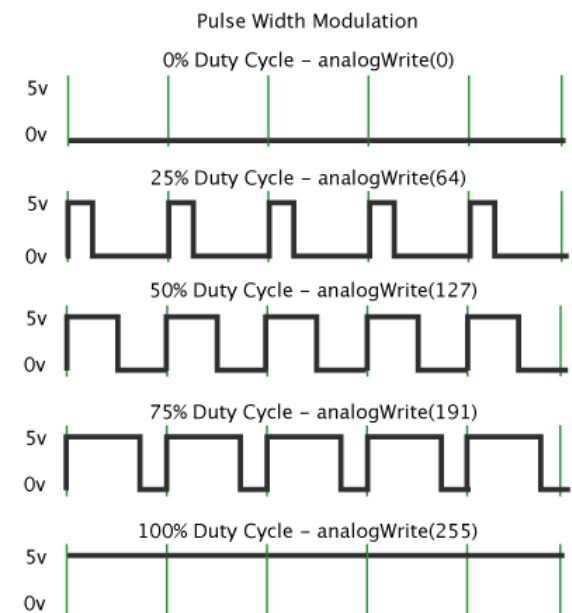 Pulse Width Modulation
0% Duty Cycle – analogWrite(0)
5v
0v
25% Duty Cycle – analogWrite(64)
5v
0v
50% Duty Cycle – analogWrite(127)
5v
0v
75% Duty Cycle – analogWrite(191)
5v
0v
100% Duty Cycle – analogWrite(255)
5v
0v